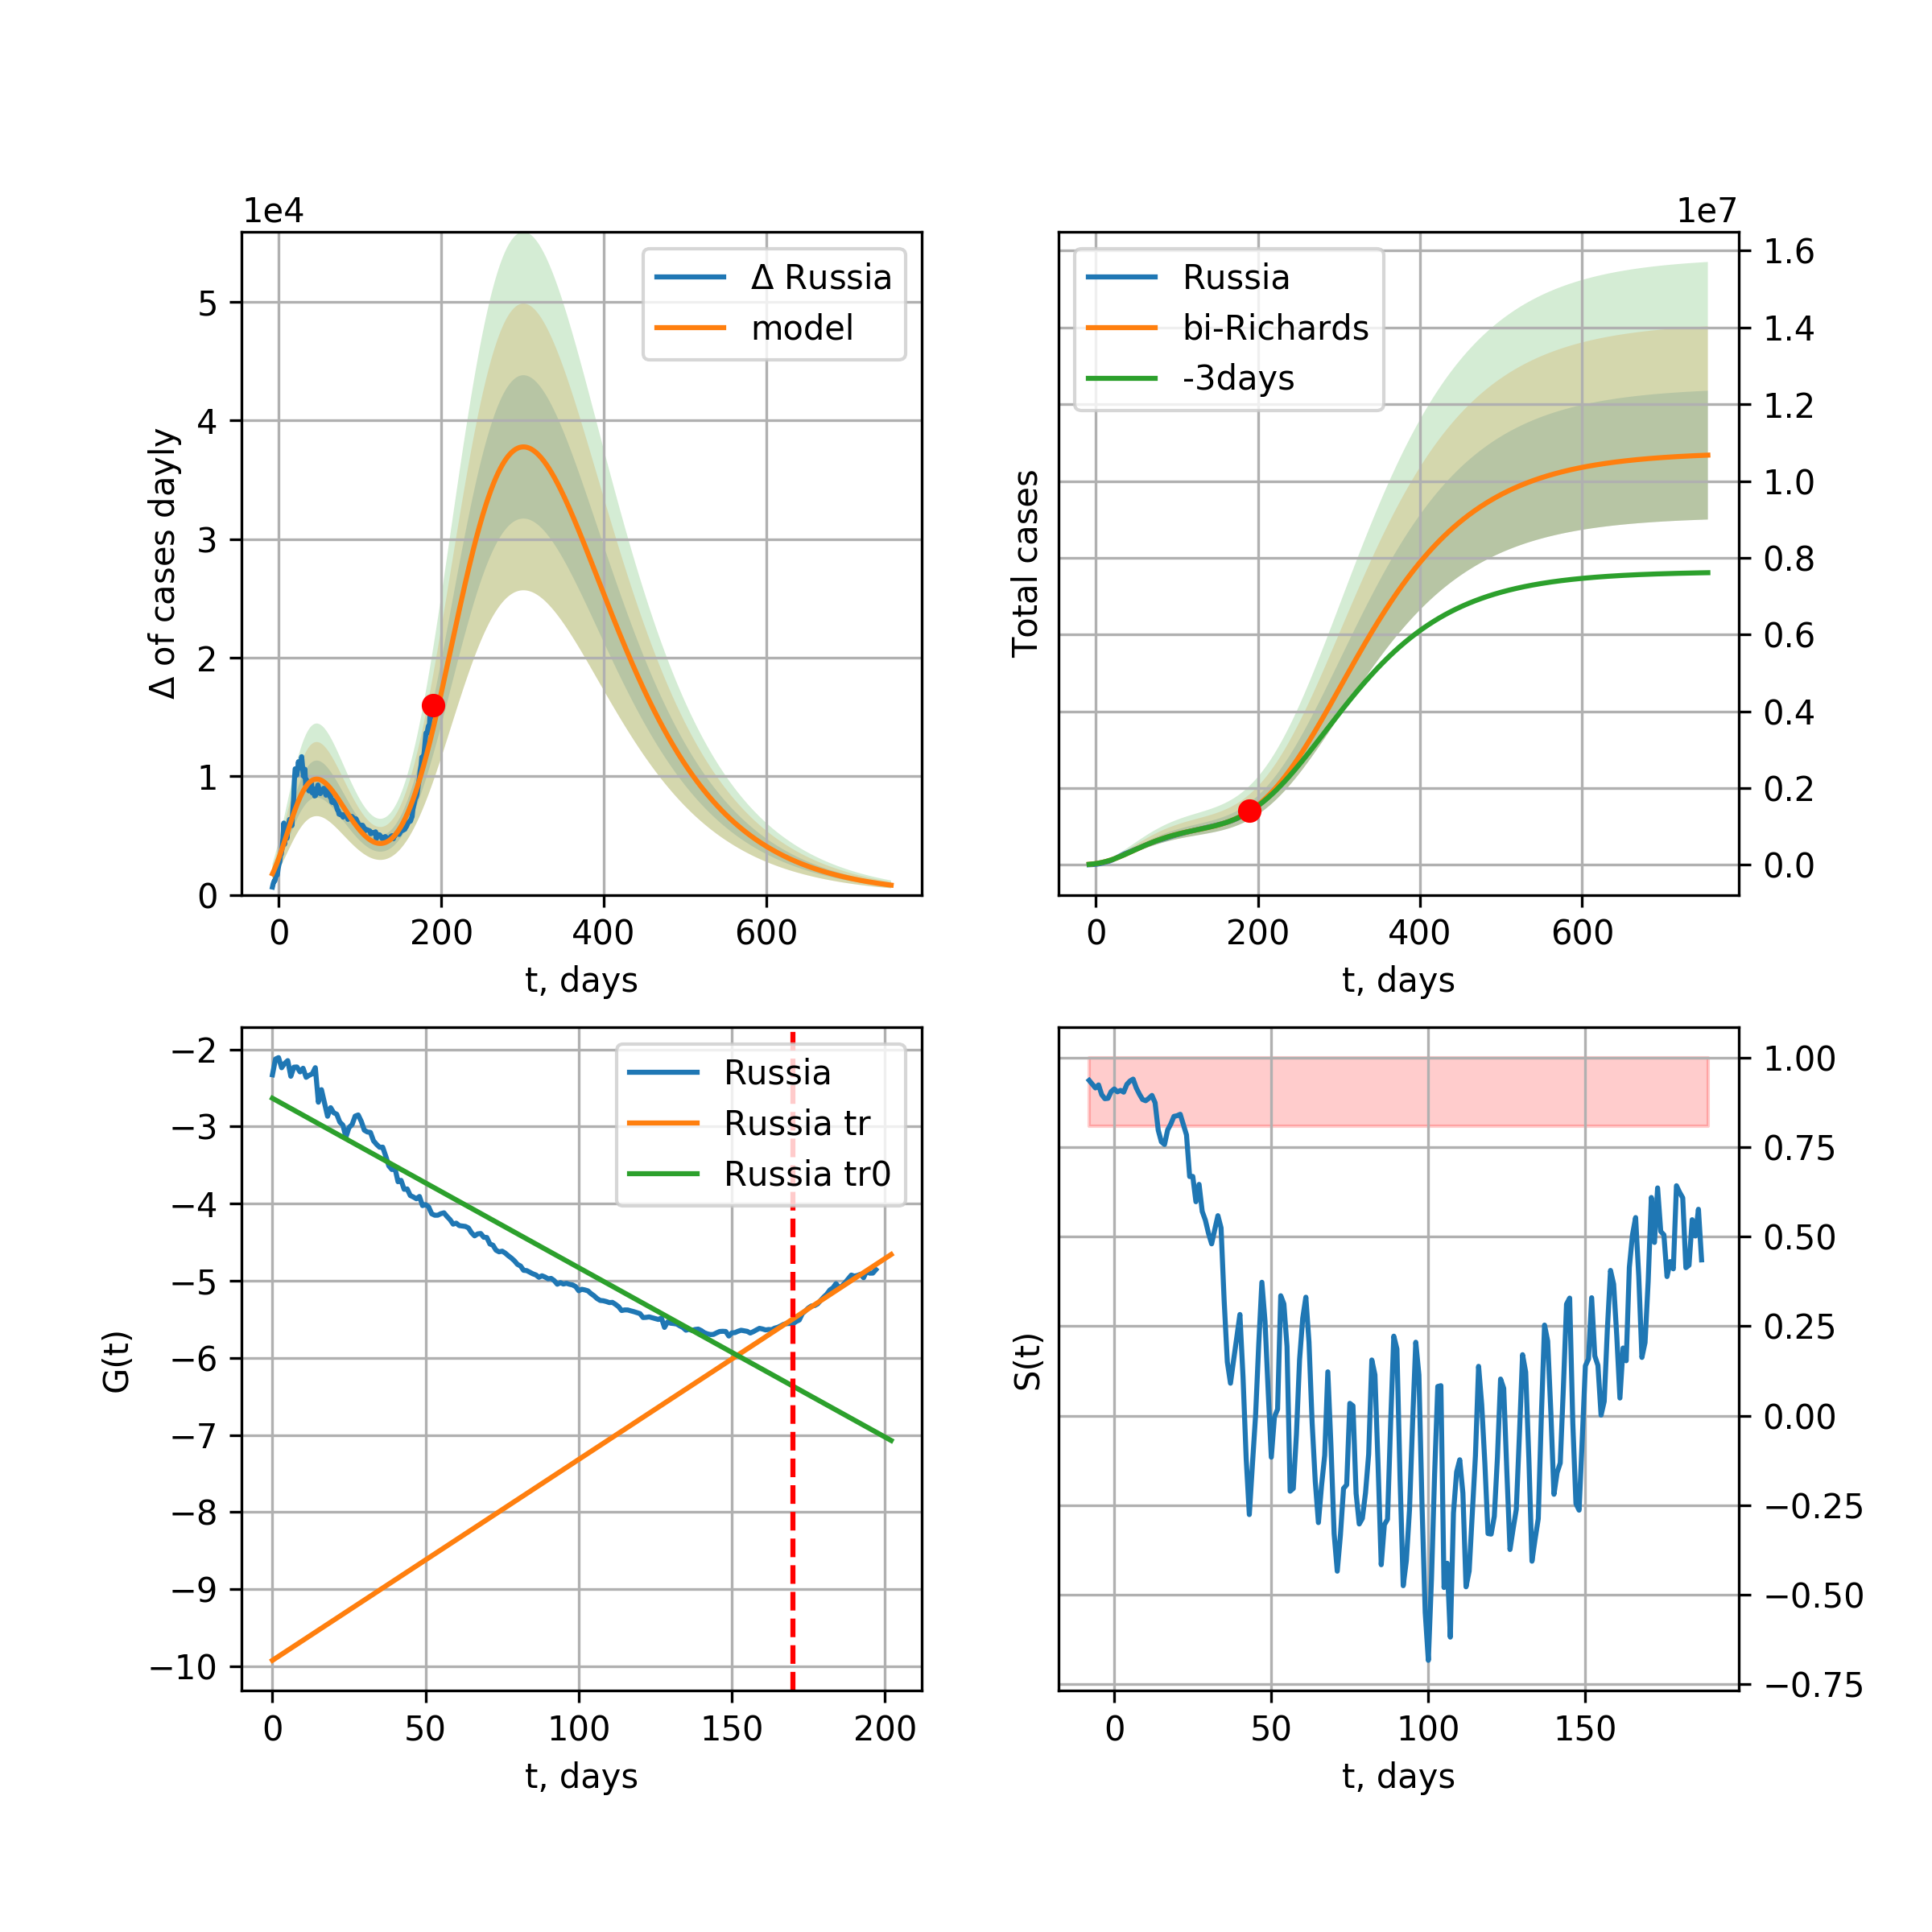 1e4
Δ of cases dayly
5
4
3
2
1
0
Δ Russia
model
0 200 400 600
t, days
1e7
Total cases
Russia
bi-Richards
-3days
1.6
1.4
1.2
1.0
0.8
0.6
0.4
0.2
0.0
0 200 400 600
t, days
G(t)
−2
−3
−4
−5
−6
−7
−8
−9
−10
Russia
Russia tr
Russia tr0
0 50 100 150 200
t, days
S(t)
1.00
0.75
0.50
0.25
0.00
−0.25
−0.50
−0.75
0 50 100 150
t, days